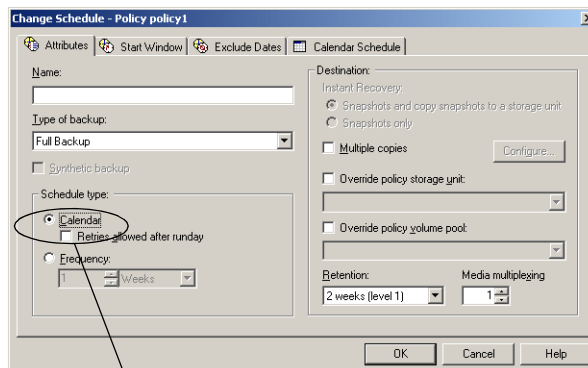 Change Schedule - Policy policy1
Attributes
Start Window
Exclude Dates
Calendar Schedule
Name:
Type of backup:
Full Backup
Synthetic backup
Schedule type:
Calendar
Retries allowed after runday
Frequency:
1 Weeks
Destination:
Instant Recovery:
Snapshots and copy snapshots to a storage unit
Snapshots only
Multiple copies
Configure...
Override policy storage unit:
Override policy volume pool:
Retention:
Media multiplexing
2 weeks (level 1)
1
OK
Cancel
Help